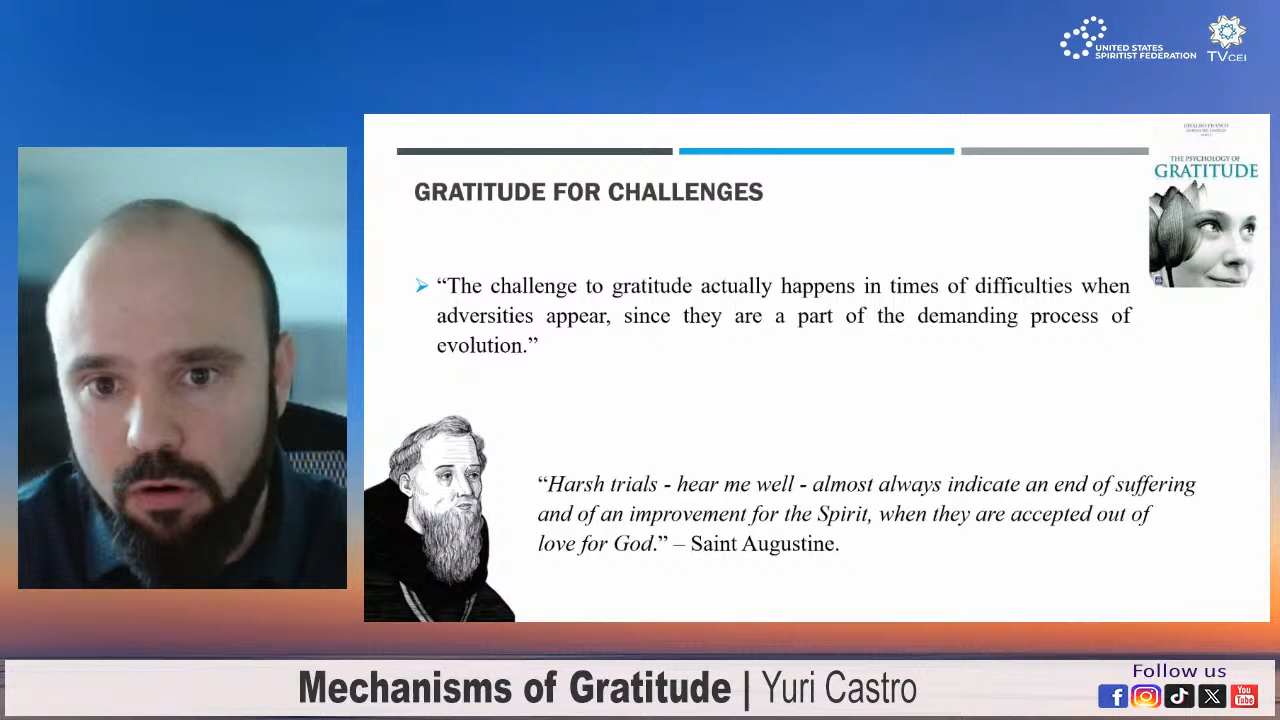 UNITED STATES
SPIRITIST FEDERATION
TVCEI
THE PSYCHOLOGY OF
GRATITUDE
GRATITUDE FOR CHALLENGES
“The challenge to gratitude actually happens in times of difficulties when
adversities appear, since they are a part of the demanding process of
evolution.”
“Harsh trials - hear me well - almost always indicate an end of suffering
and of an improvement for the Spirit, when they are accepted out of
love for God.” – Saint Augustine.
Mechanisms of Gratitude | Yuri Castro
Follow us
You
Tube